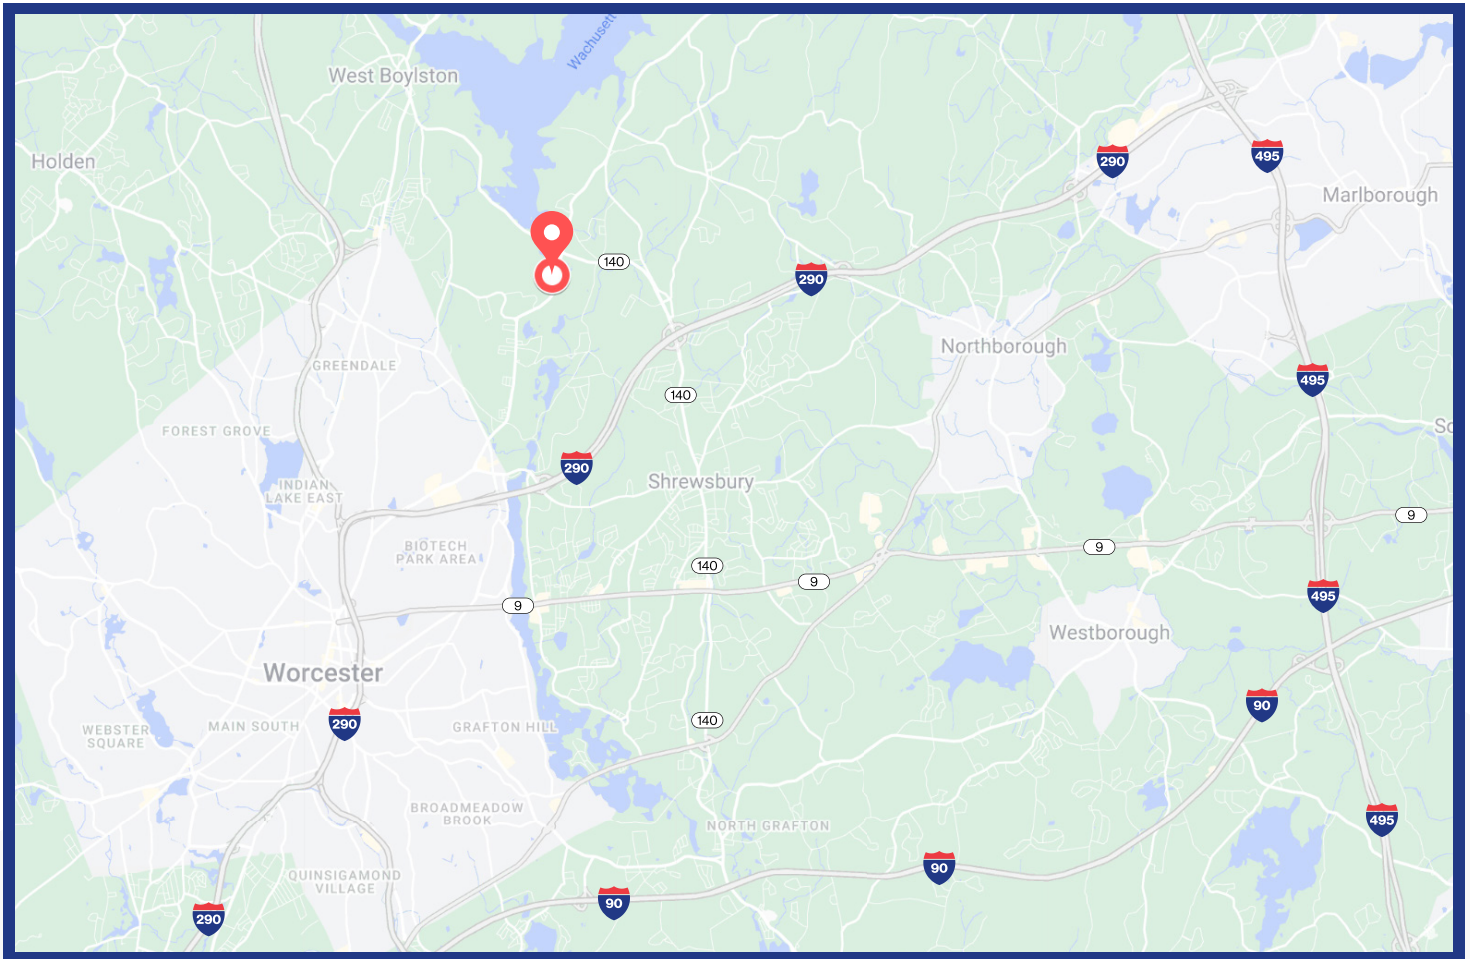 Wachusett
West Boylston
Holden
290
495
Marlborough
140
290
Northborough
GREENDALE
495
140
FOREST GROVE
290
Shrewsbury
INDIAN
LAKE EAST
9
BIOTECH
PARK AREA
9
140
9
9
495
Westborough
Worcester
290
MAIN SOUTH
GRAFTON HILL
WEBSTER
SQUARE
140
90
BROADMEADOW
BROOK
NORTH GRAFTON
495
QUINSIGAMOND
VILLAGE
90
90
290